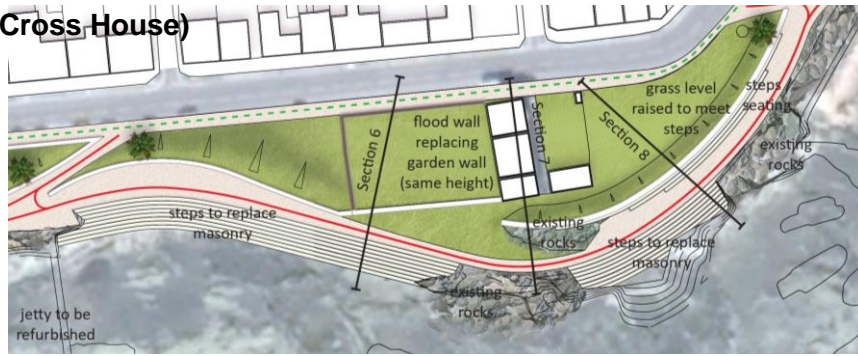 Cross House)
Section 6
flood wall
replacing
garden wall
(same height)
Section 7
Section 8
grass level
raised to meet
steps
steps /
seating
existing
rocks
steps to replace
masonry
existing
rocks
steps to replace
masonry
existing
rocks
jetty to be
refurbished